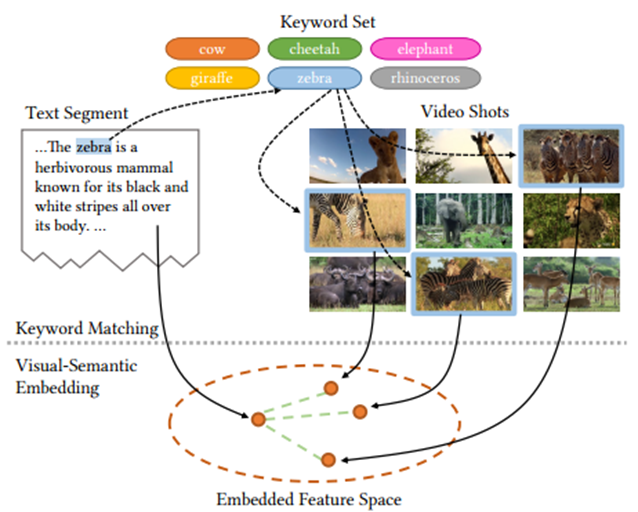 Keyword Set
cow cheetah elephant
giraffe zebra rhinoceros
Text Segment
Video Shots
...The zebra is a
herbivorous mammal
known for its black and
white stripes all over
its body. ...
Keyword Matching
Visual-Semantic
Embedding
Embedded Feature Space